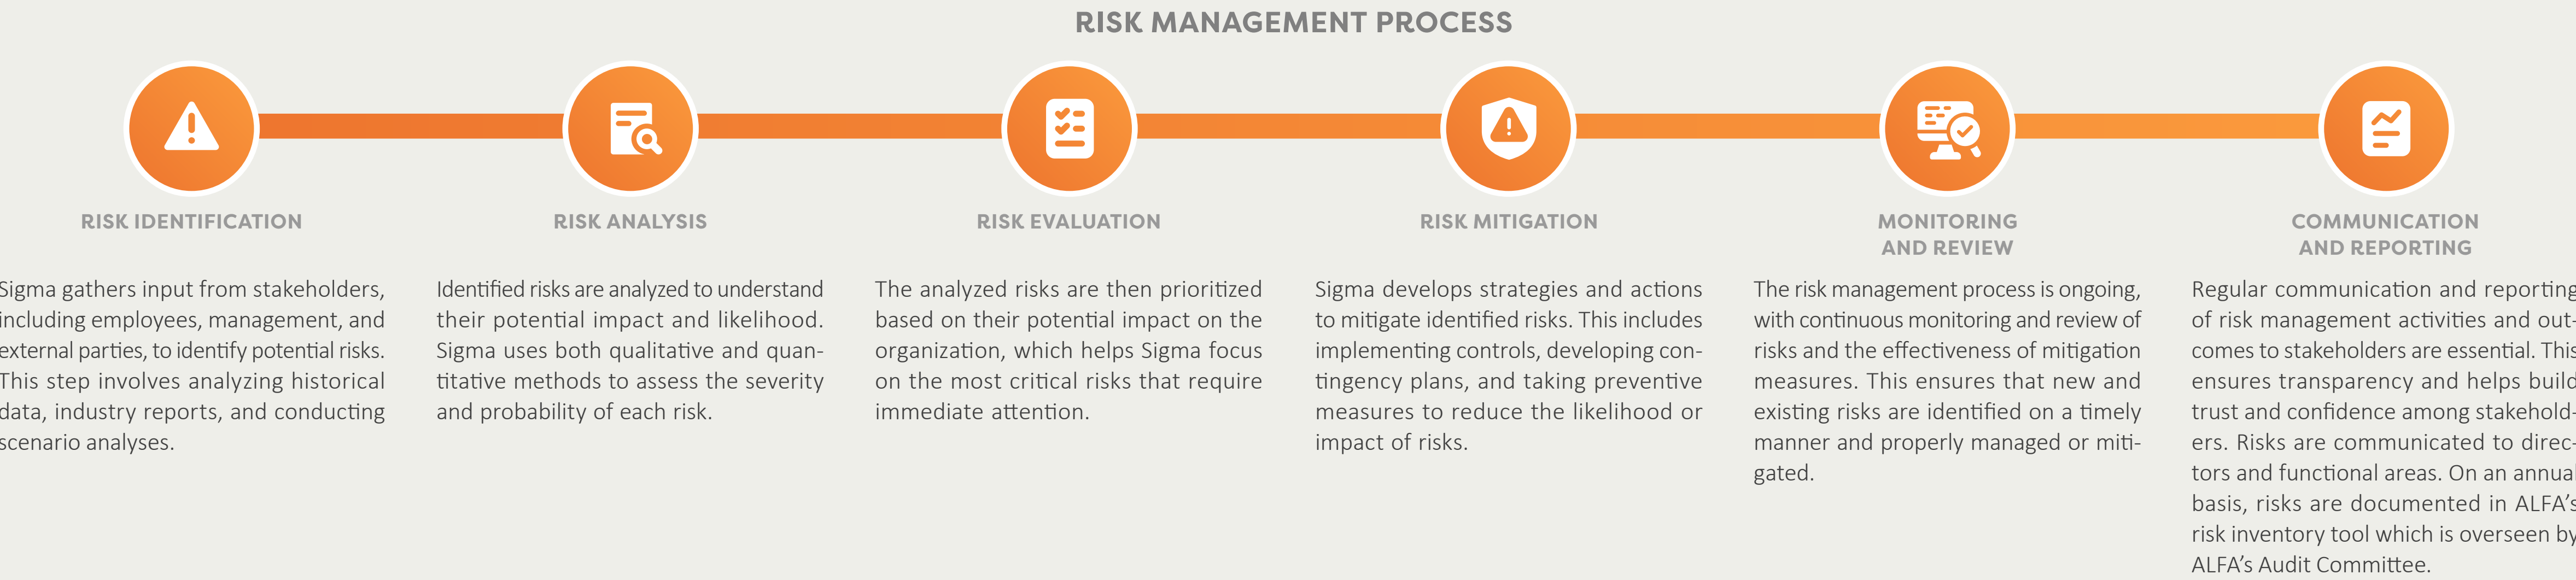 RISK MANAGEMENT PROCESS
RISK IDENTIFICATION
Sigma gathers input from stakeholders,
including employees, management, and
external parties, to identify potential risks.
This step involves analyzing historical
data, industry reports, and conducting
scenario analyses.
RISK ANALYSIS
Identified risks are analyzed to understand
their potential impact and likelihood.
Sigma uses both qualitative and quan-
titative methods to assess the severity
and probability of each risk.
RISK EVALUATION
The analyzed risks are then prioritized
based on their potential impact on the
organization, which helps Sigma focus
on the most critical risks that require
immediate attention.
RISK MITIGATION
Sigma develops strategies and actions
to mitigate identified risks. This includes
implementing controls, developing con-
tingency plans, and taking preventive
measures to reduce the likelihood or
impact of risks.
MONITORING
AND REVIEW
The risk management process is ongoing,
with continuous monitoring and review of
risks and the effectiveness of mitigation
measures. This ensures that new and
existing risks are identified on a timely
manner and properly managed or miti-
gated.
COMMUNICATION
AND REPORTING
Regular communication and reporting
of risk management activities and out-
comes to stakeholders are essential. This
ensures transparency and helps build
trust and confidence among stakehold-
ers. Risks are communicated to direc-
tors and functional areas. On an annual
basis, risks are documented in ALFA's
risk inventory tool which is overseen by
ALFA's Audit Committee.